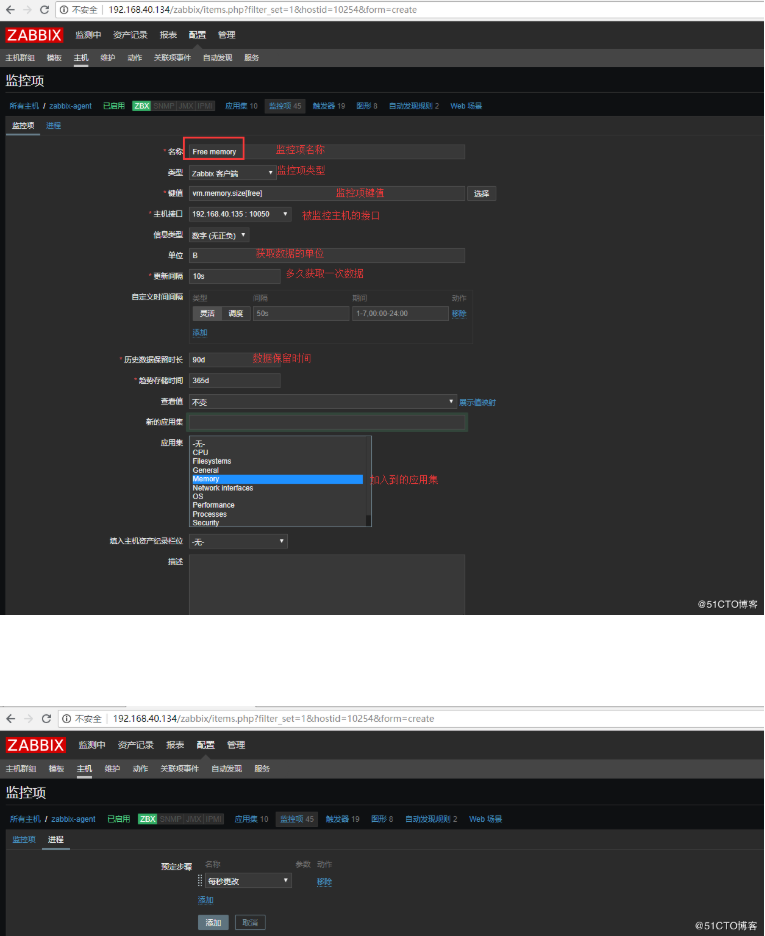 不安全 192.168.40.134/zabbix/items.php?filter_set=1&hostid=10254&form=create
ZABBIX 监测中 资产记录 报表 配置 管理
主机群组 模板 主机 维护 动作 关联项事件 自动发现 服务
监控项
所有主机 / zabbix-agent 已启用 ZBX SNMP JMX IPMI 应用集 10 监控项 45 触发器 19 图形 8 自动发现规则 2 Web 场景
监控项 进程
* 名称 Free memory 监控项名称
类型 Zabbix 客户端 监控项类型
* 键值 vm.memory.size[free] 监控项键值 选择
* 主机接口 192.168.40.135 : 10050 被监控主机的接口
信息类型 数字 (无正负)
单位 B 获取数据的单位
* 更新间隔 10s 多久获取一次数据
自定义时间间隔 类型 间隔 期间 动作
灵活 调度 50s 1-7,00:00-24:00 移除
添加
* 历史数据保留时长 90d 数据保留时间
* 趋势存储时间 365d
查看值 不变 展示值映射
新的应用集
应用集 -无-
CPU
Filesystems
General
Memory 加入到的应用集
Network interfaces
OS
Performance
Processes
Security
填入主机资产纪录栏位 -无-
描述
@51CTO博客
不安全 192.168.40.134/zabbix/items.php?filter_set=1&hostid=10254&form=create
ZABBIX 监测中 资产记录 报表 配置 管理
主机群组 模板 主机 维护 动作 关联项事件 自动发现 服务
监控项
所有主机 / zabbix-agent 已启用 ZBX SNMP JMX IPMI 应用集 10 监控项 45 触发器 19 图形 8 自动发现规则 2 Web 场景
监控项 进程
预定步骤 名称 参数 动作
每秒更改 移除
添加
添加 取消
@51CTO博客